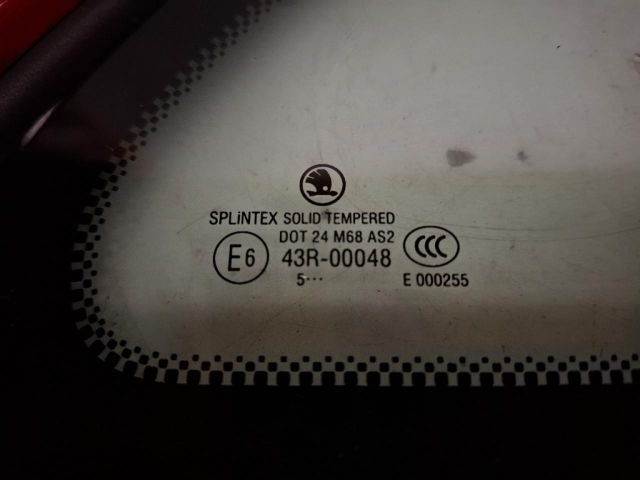 SPLiNTEX SOLID TEMPERED
DOT 24 M68 AS2
E6 43R-00048 CCC
5··· E 000255